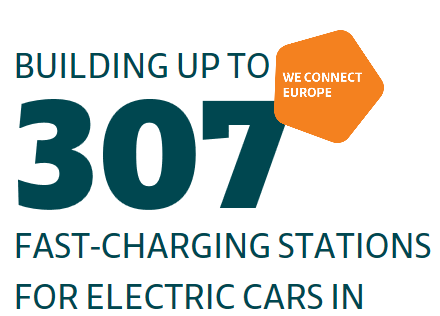 BUILDING UP TO
WE CONNECT
EUROPE
307
FAST-CHARGING STATIONS
FOR ELECTRIC CARS IN